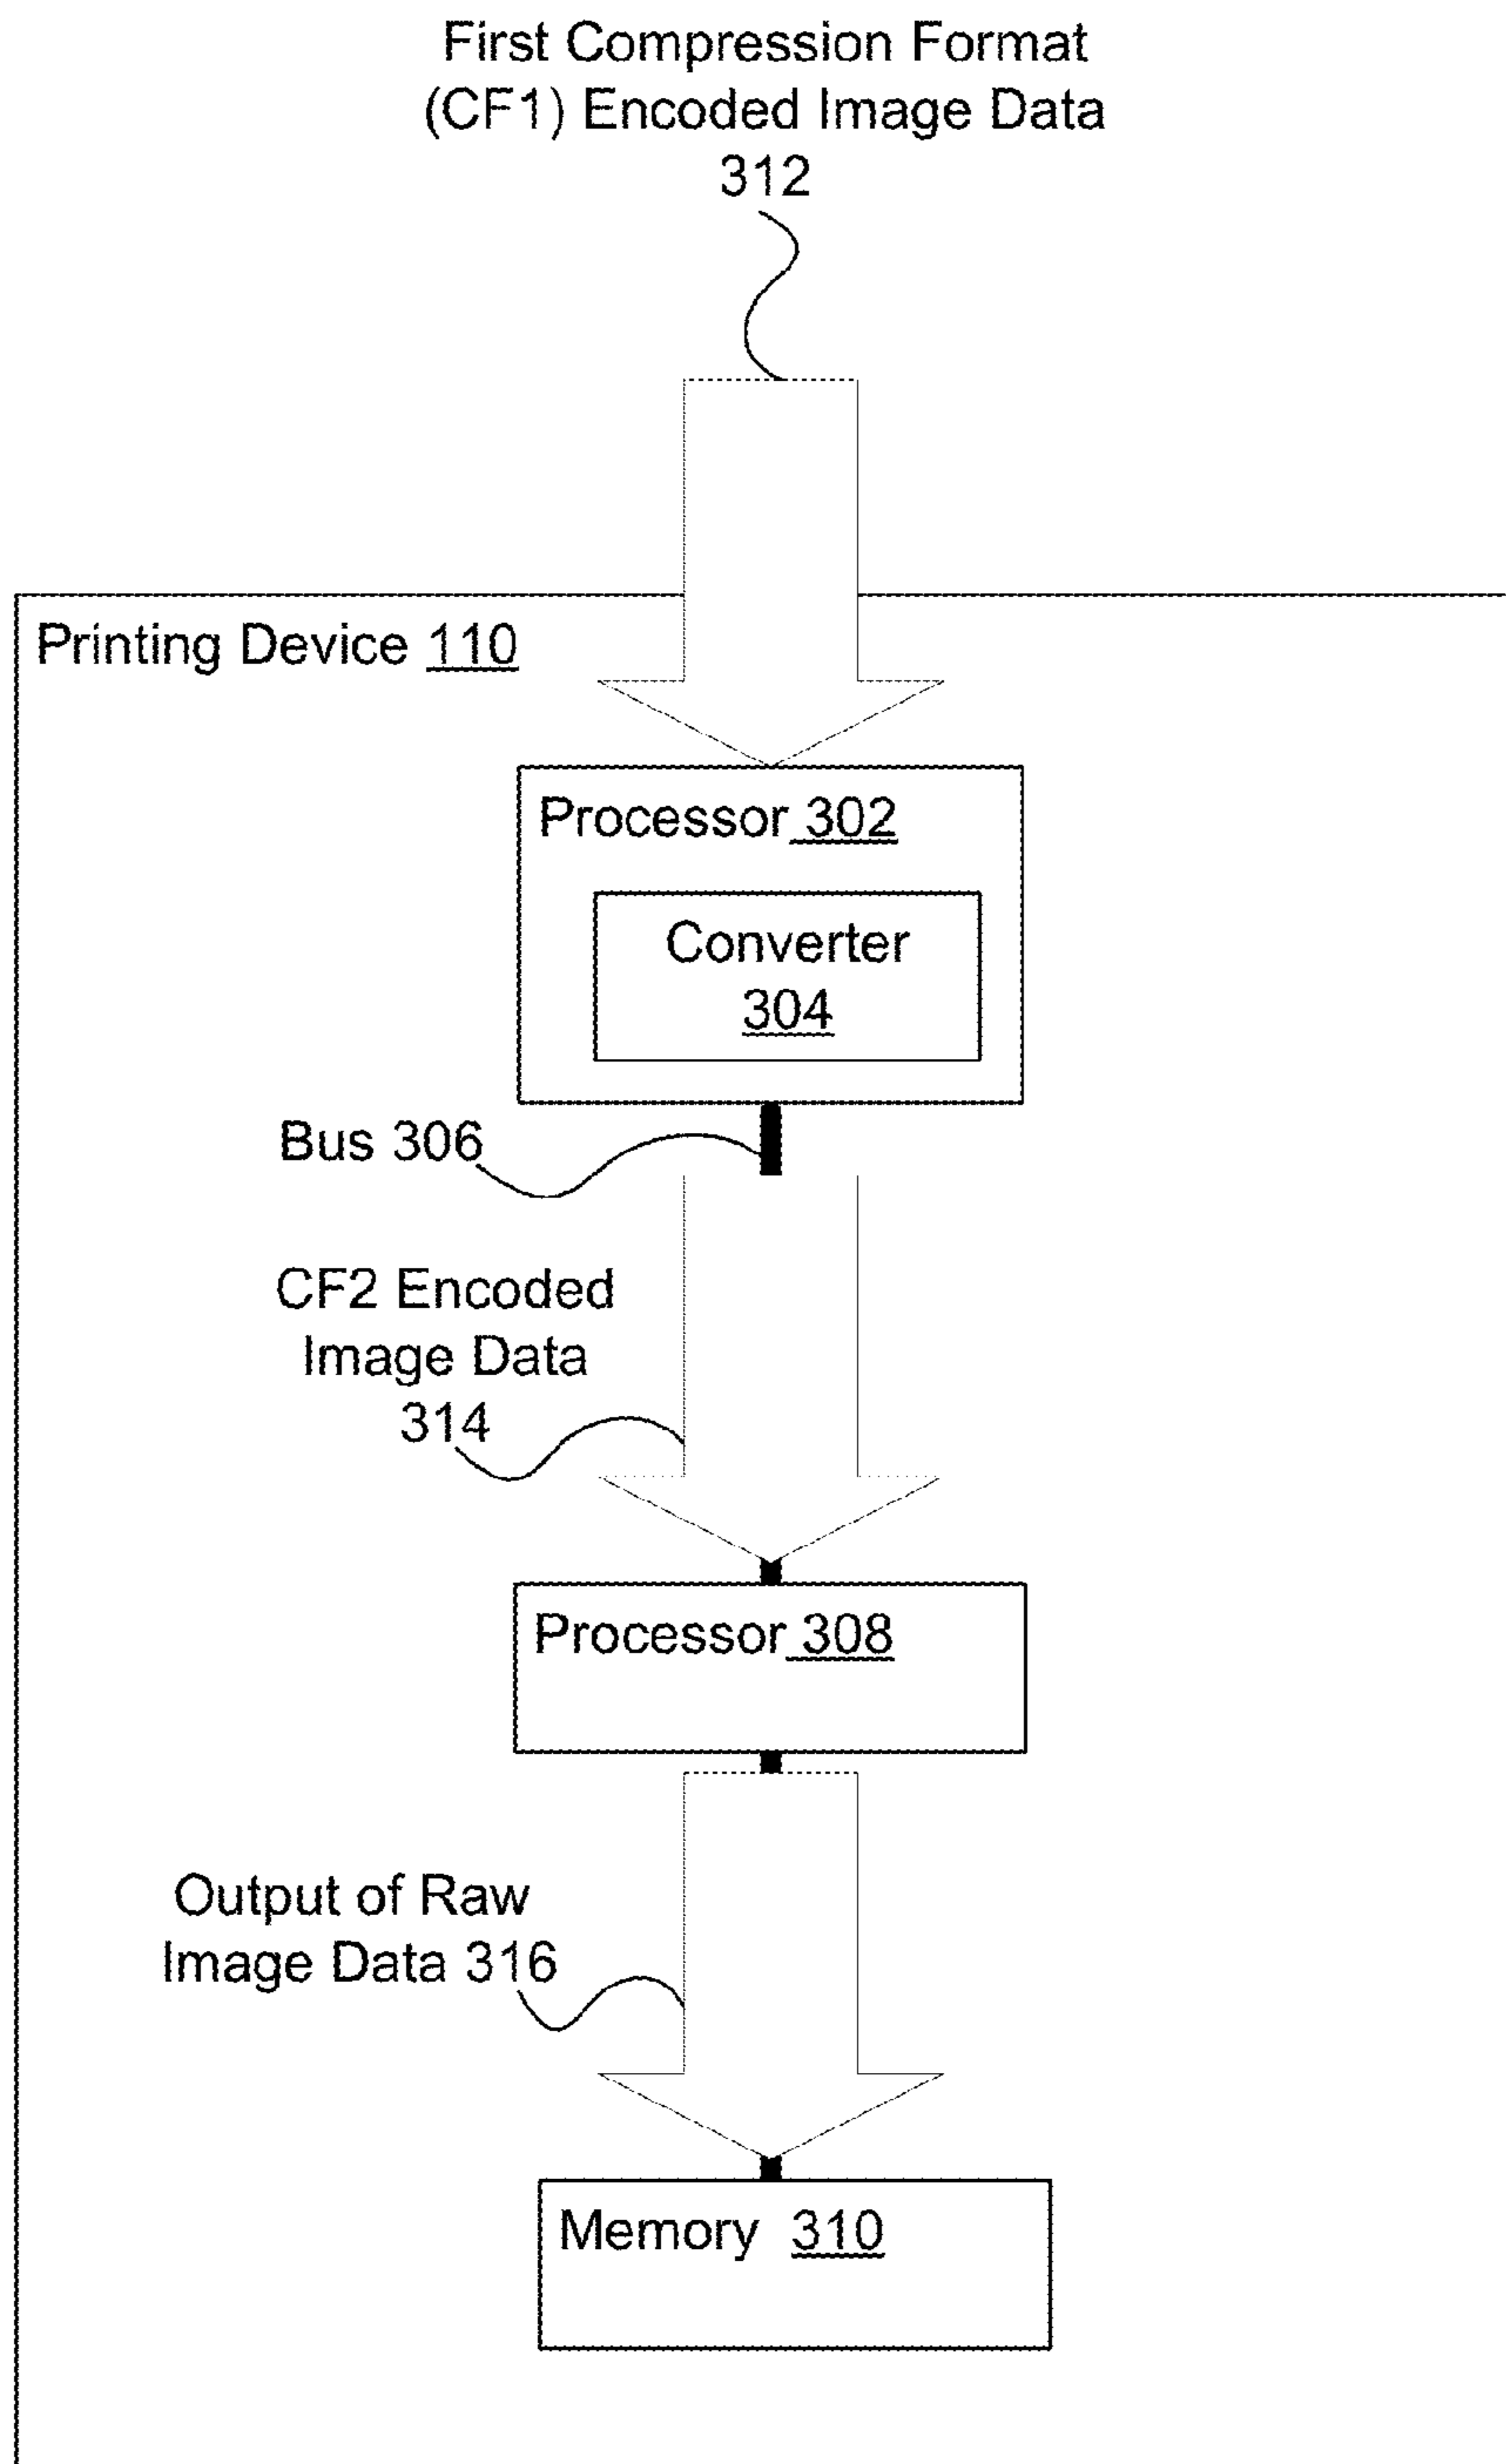 First Compression Format
(CF1) Encoded Image Data
312
Printing Device 110
Processor 302
Converter
304
Bus 306
CF2 Encoded
Image Data
314
Processor 308
Output of Raw
Image Data 316
Memory 310